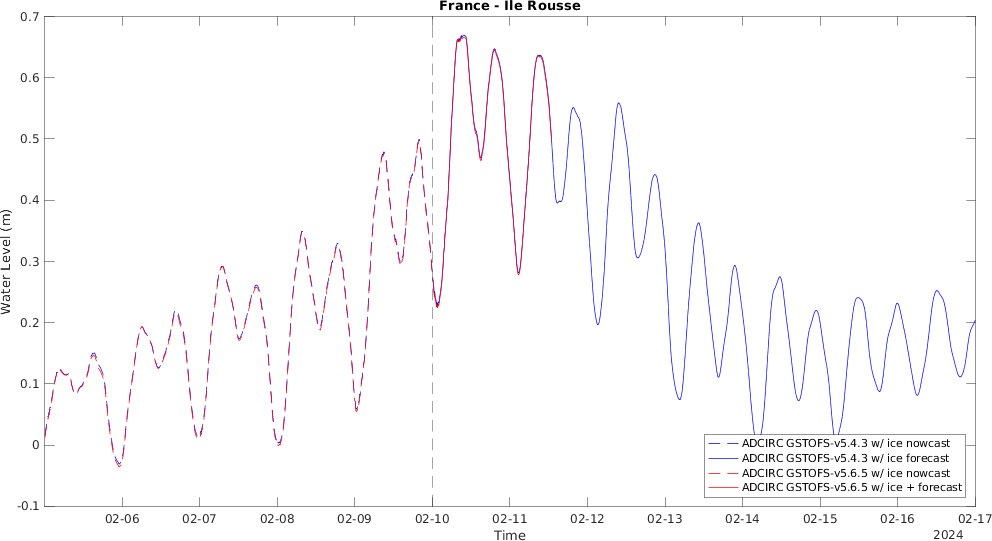 France - Ile Rousse
0.7
0.6
0.5
0.4
0.3
0.2
0.1
0
-0.1
Water Level (m)
ADCIRC GSTOFS-v5.4.3 w/ ice nowcast
ADCIRC GSTOFS-v5.4.3 w/ ice forecast
ADCIRC GSTOFS-v5.6.5 w/ ice nowcast
ADCIRC GSTOFS-v5.6.5 w/ ice + forecast
02-06 02-07 02-08 02-09 02-10 02-11 02-12 02-13 02-14 02-15 02-16 02-17
Time
2024